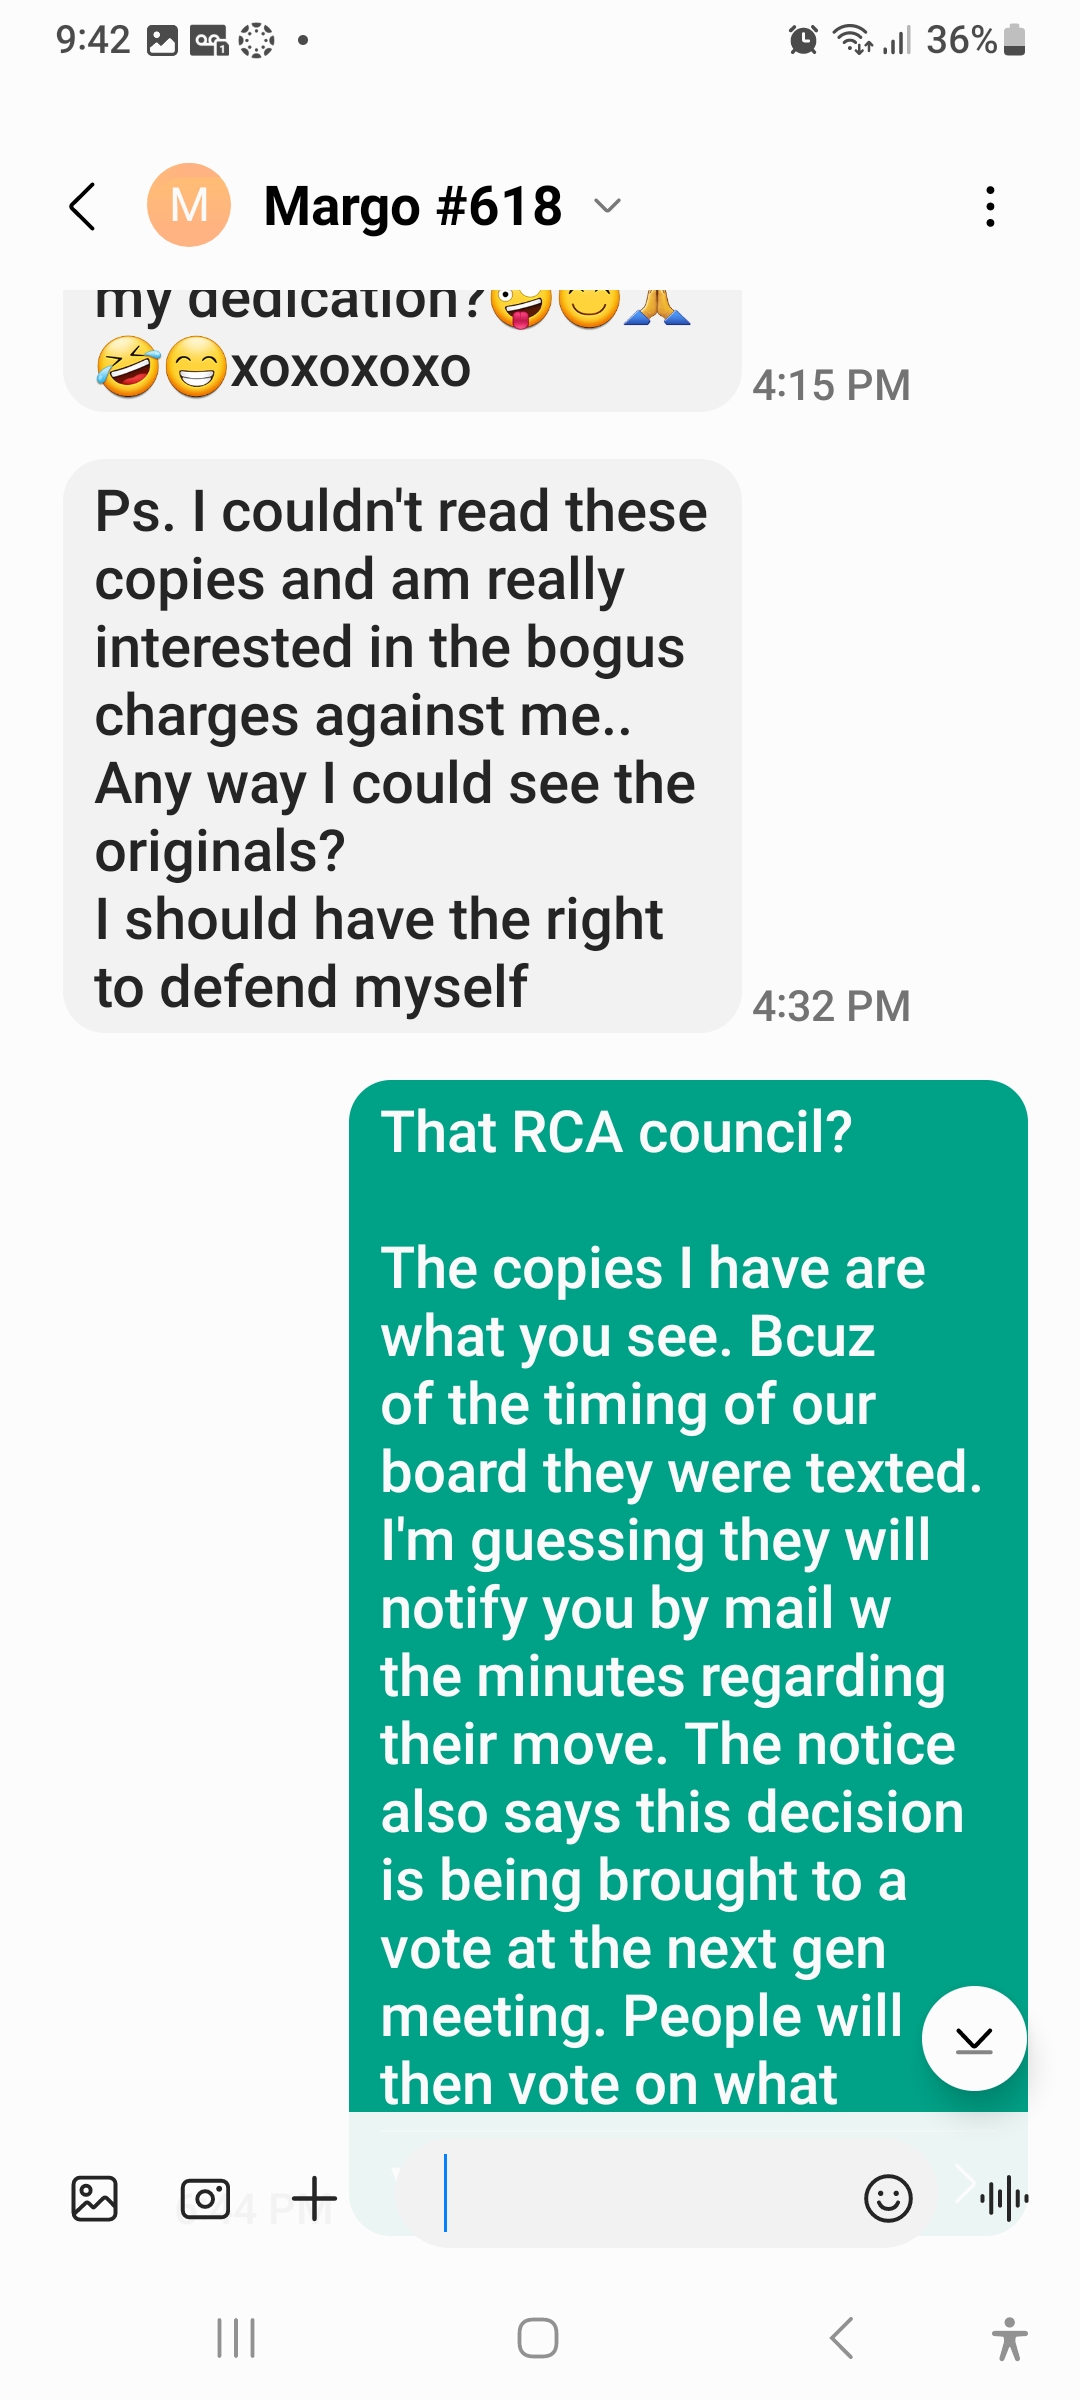 9:42
36%
M
Margo #618
my dedication?🤪😊🙏
🤣😁xoxoxoxo
4:15 PM
Ps. I couldn't read these
copies and am really
interested in the bogus
charges against me..
Any way I could see the
originals?
I should have the right
to defend myself
4:32 PM
That RCA council?
The copies I have are
what you see. Bcuz
of the timing of our
board they were texted.
I'm guessing they will
notify you by mail w
the minutes regarding
their move. The notice
also says this decision
is being brought to a
vote at the next gen
meeting. People will
then vote on what